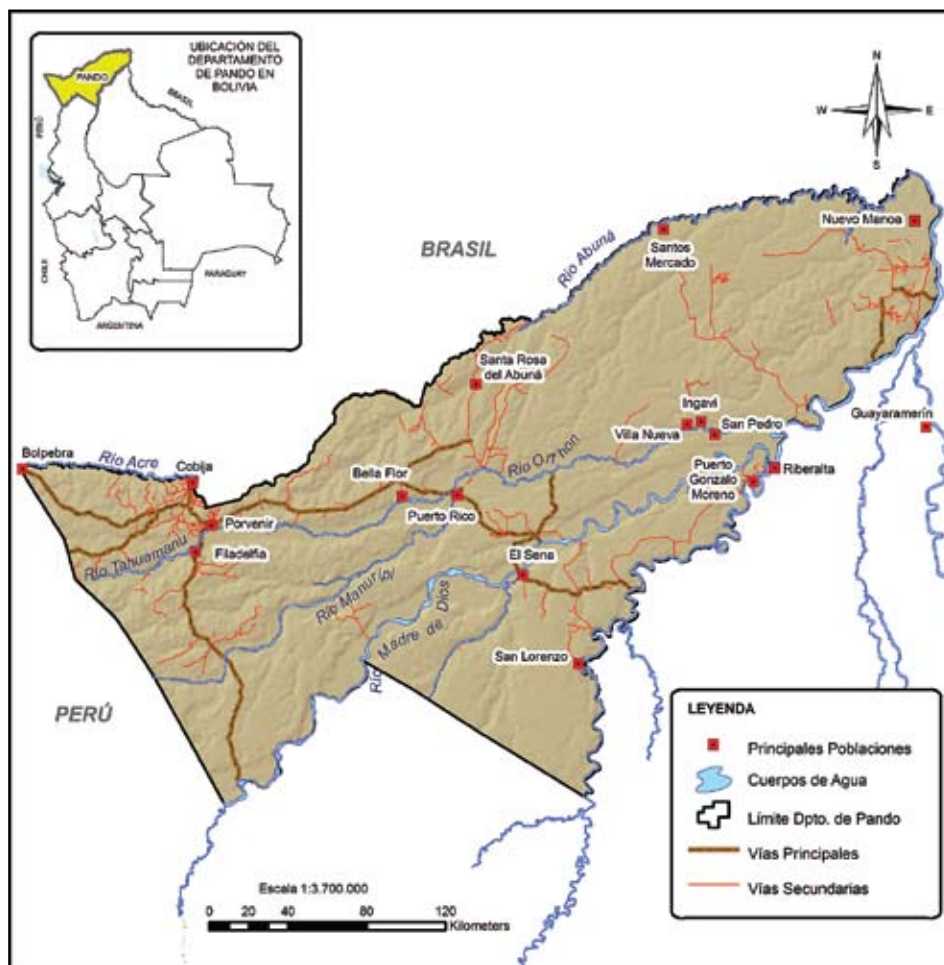 UBICACIÓN DEL
DEPARTAMENTO
DE PANDO EN
BOLIVIA
PANDO
BRASIL
PERÚ
CHILE
PARAGUAY
ARGENTINA
N
W
E
S
BRASIL
Río Abuná
Santos
Mercado
Nuevo Manoa
Santa Rosa
del Abuná
Ingavi
Villa Nueva
San Pedro
Guayaramerín
Bolpebra
Río Acre
Cobija
Bella Flor
Río Orthon
Puerto
Gonzalo
Moreno
Riberalta
Porvenir
Puerto Rico
Río Tahuamanu
Filadelfia
El Sena
Río Manuripi
Río Madre de Dios
San Lorenzo
PERÚ
LEYENDA
Principales Poblaciones
Cuerpos de Agua
Límite Dpto. de Pando
Vías Principales
Vías Secundarias
Escala 1:3.700.000
0 20 40 80 120
Kilometers